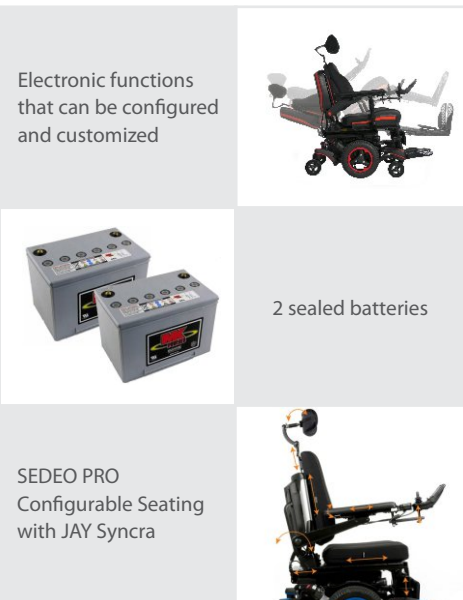 Electronic functions
that can be configured
and customized
2 sealed batteries
SEDEO PRO
Configurable Seating
with JAY Syncra